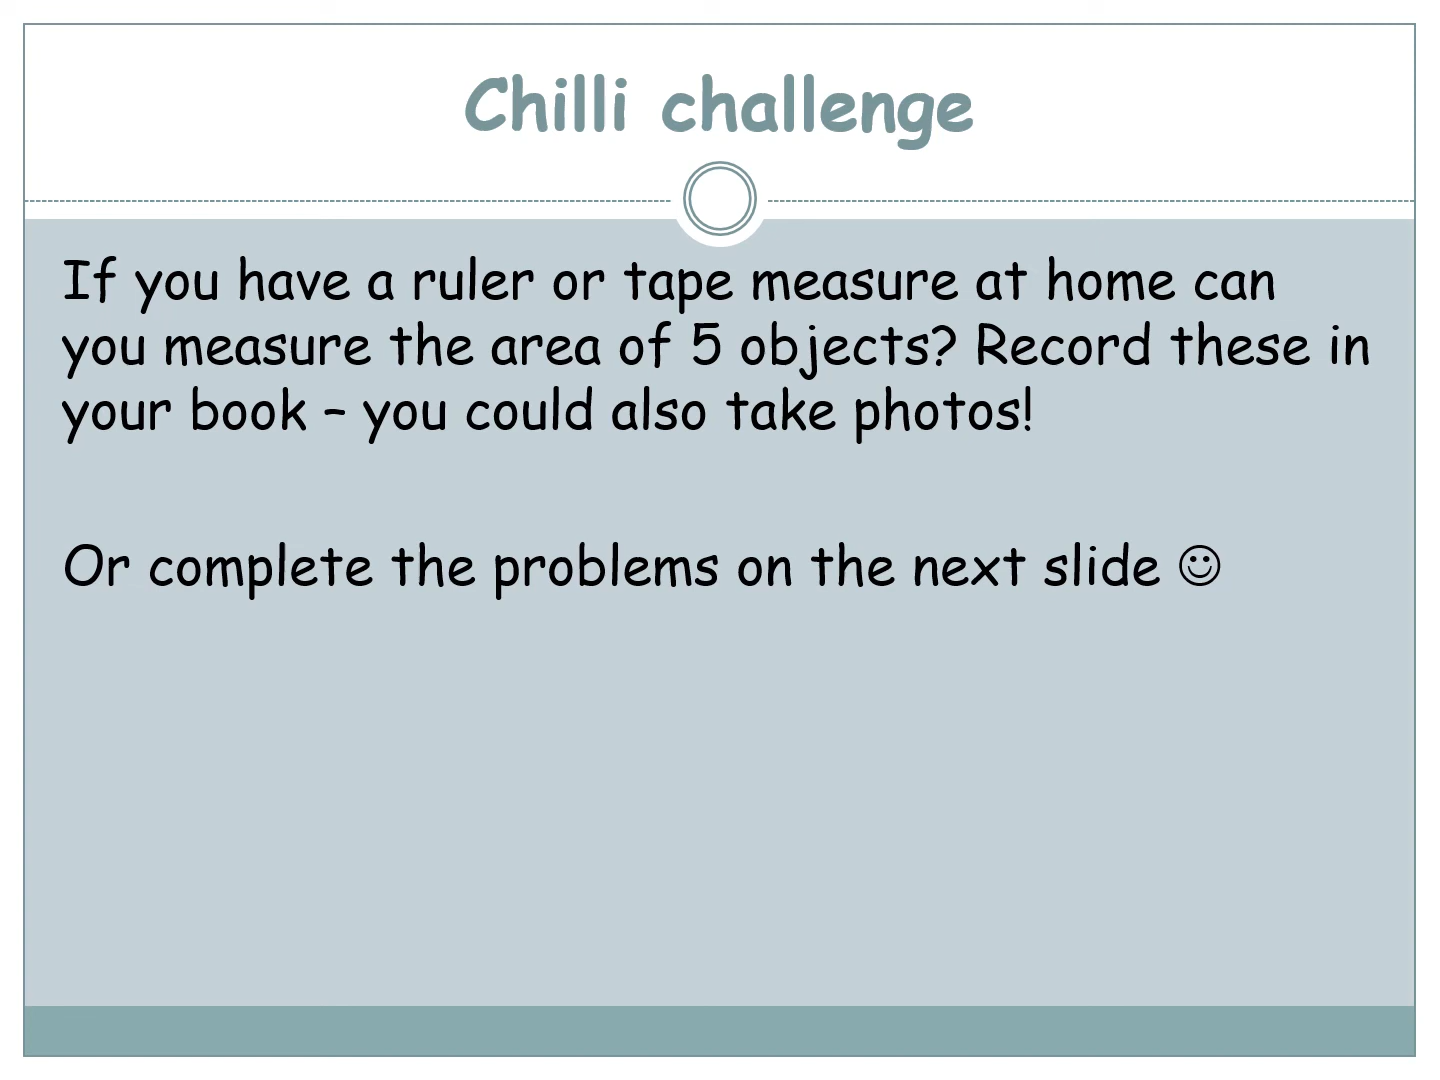 Chilli challenge
If you have a ruler or tape measure at home can
you measure the area of 5 objects? Record these in
your book – you could also take photos!
Or complete the problems on the next slide ☺